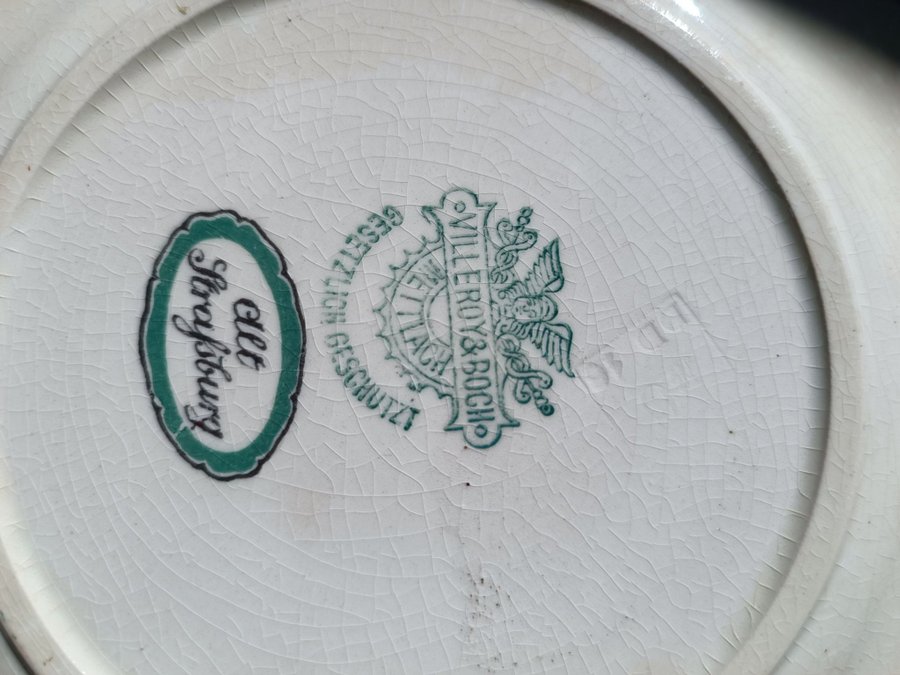 VILLEROY & BOCH
METTLACH
GESETZLICH GESCHÜTZT
Alt
Straßburg